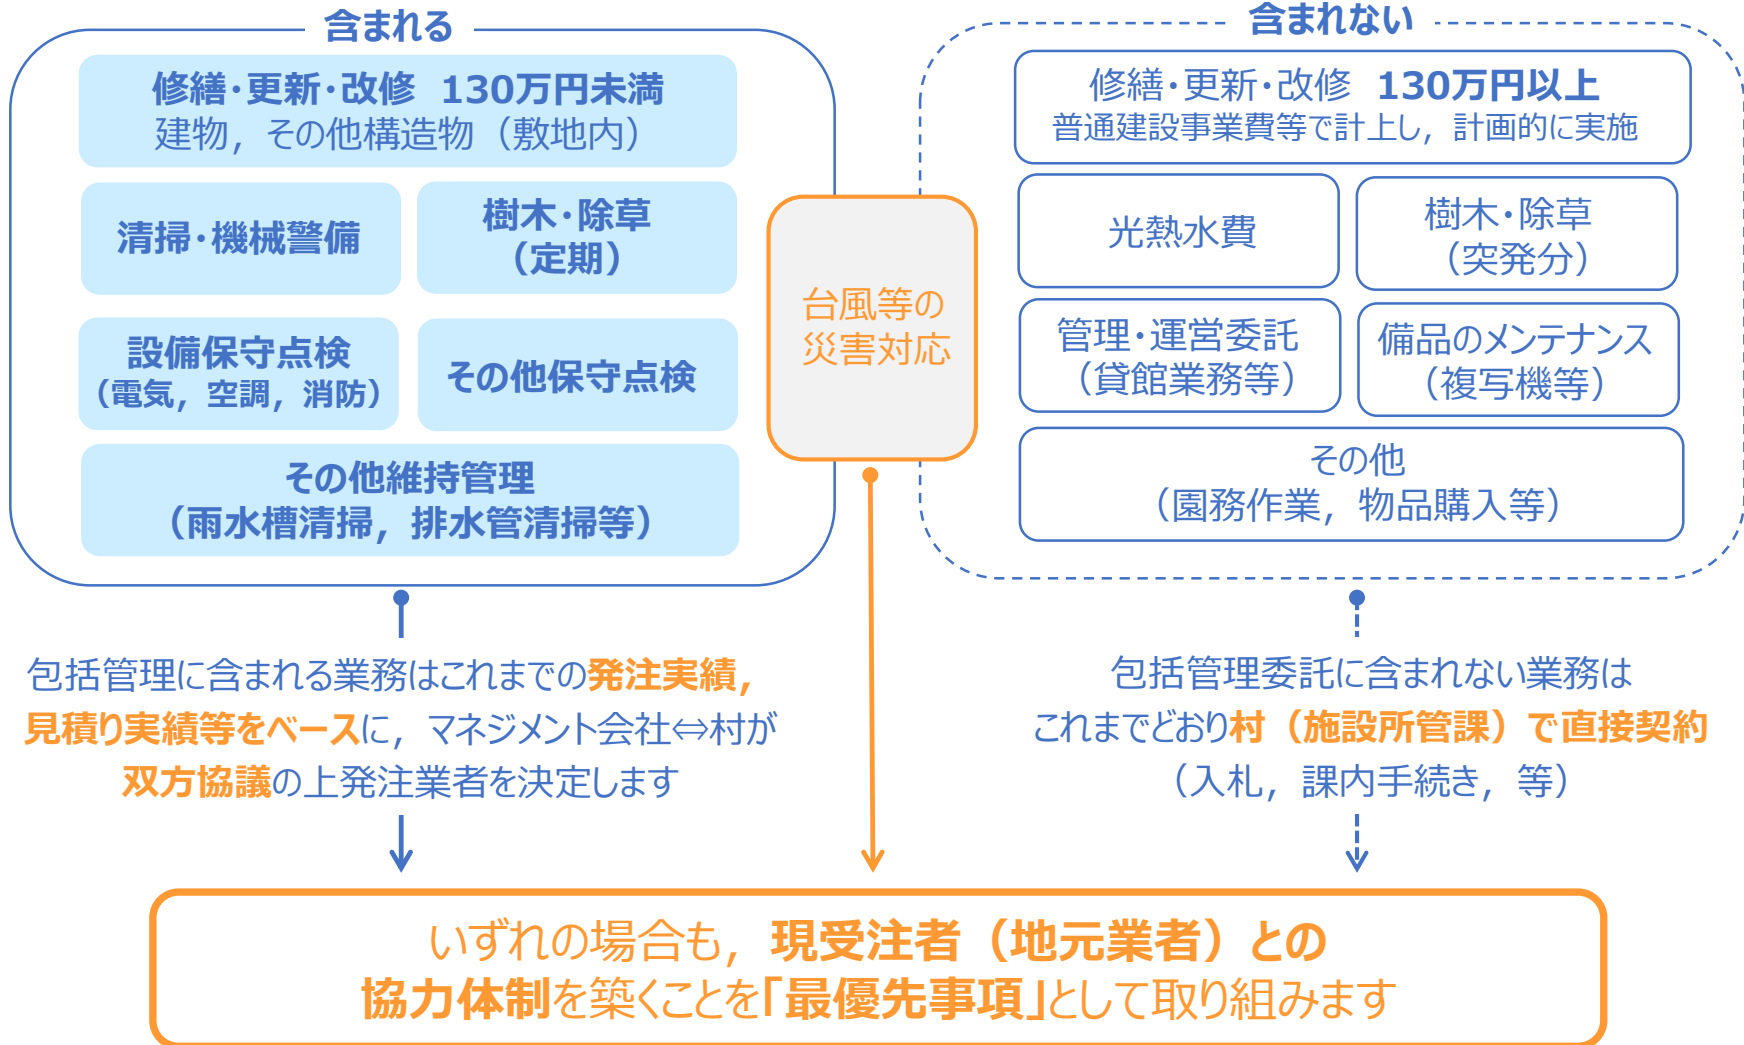 含まれる
修繕・更新・改修 130万円未満
建物，その他構造物（敷地内）
清掃・機械警備
樹木・除草
（定期）
設備保守点検
（電気，空調，消防）
その他保守点検
その他維持管理
（雨水槽清掃，排水管清掃等）
台風等の
災害対応
含まれない
修繕・更新・改修 130万円以上
普通建設事業費等で計上し，計画的に実施
光熱水費
樹木・除草
（突発分）
管理・運営委託
（貸館業務等）
備品のメンテナンス
（複写機等）
その他
（園務作業，物品購入等）
包括管理に含まれる業務はこれまでの発注実績，
見積り実績等をベースに，マネジメント会社⇔村が
双方協議の上発注業者を決定します
包括管理委託に含まれない業務は
これまでどおり村（施設所管課）で直接契約
（入札，課内手続き，等）
いずれの場合も，現受注者（地元業者）との
協力体制を築くことを「最優先事項」として取り組みます